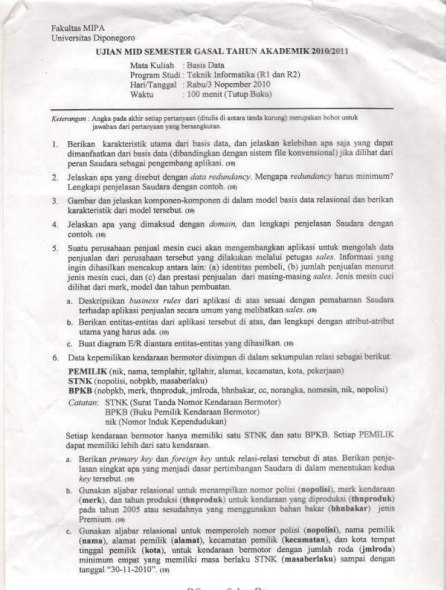 Fakultas MIPA
Universitas Diponegoro
UJIAN MID SEMESTER GASAL TAHUN AKADEMIK 2010/2011
Mata Kuliah : Basis Data
Program Studi : Teknik Informatika (R1 dan R2)
Hari/Tanggal : Rabu/3 Nopember 2010
Waktu : 100 menit (Tutup Buku)
Keterangan : Angka pada akhir setiap pertanyaan (ditulis di antara tanda kurung) merupakan bobot untuk
jawaban dari pertanyaan yang bersangkutan.
1. Berikan karakteristik utama dari basis data, dan jelaskan kelebihan apa saja yang dapat
dimanfaatkan dari basis data (dibandingkan dengan sistem file konvensional) jika dilihat dari
peran Saudara sebagai pengembang aplikasi. (10)
2. Jelaskan apa yang disebut dengan data redundancy. Mengapa redundancy harus minimum?
Lengkapi penjelasan Saudara dengan contoh. (10)
3. Gambar dan jelaskan komponen-komponen di dalam model basis data relasional dan berikan
karakteristik dari model tersebut. (10)
4. Jelaskan apa yang dimaksud dengan domain, dan lengkapi penjelasan Saudara dengan
contoh. (10)
5. Suatu perusahaan penjual mesin cuci akan mengembangkan aplikasi untuk mengolah data
penjualan dari perusahaan tersebut yang dilakukan melalui petugas sales. Informasi yang
ingin dihasilkan mencakup antara lain: (a) identitas pembeli, (b) jumlah penjualan menurut
jenis mesin cuci, dan (c) dan prestasi penjualan dari masing-masing sales. Jenis mesin cuci
dilihat dari merk, model dan tahun pembuatan.
a. Deskripsikan business rules dari aplikasi di atas sesuai dengan pemahaman Saudara
terhadap aplikasi penjualan secara umum yang melibatkan sales. (10)
b. Berikan entitas-entitas dari aplikasi tersebut di atas, dan lengkapi dengan atribut-atribut
utama yang harus ada. (10)
c. Buat diagram E/R diantara entitas-entitas yang dihasilkan. (10)
6. Data kepemilikan kendaraan bermotor disimpan di dalam sekumpulan relasi sebagai berikut:
PEMILIK (nik, nama, templahir, tgllahir, alamat, kecamatan, kota, pekerjaan)
STNK (nopolisi, nobpkb, masaberlaku)
BPKB (nobpkb, merk, thnproduk, jmlroda, bhnbakar, cc, norangka, nomesin, nik, nopolisi)
Catatan: STNK (Surat Tanda Nomor Kendaraan Bermotor)
BPKB (Buku Pemilik Kendaraan Bermotor)
nik (Nomor Induk Kependudukan)
Setiap kendaraan bermotor hanya memiliki satu STNK dan satu BPKB. Setiap PEMILIK
dapat memiliki lebih dari satu kendaraan.
a. Berikan primary key dan foreign key untuk relasi-relasi tersebut di atas. Berikan penje-
lasan singkat apa yang menjadi dasar pertimbangan Saudara di dalam menentukan kedua
key tersebut. (10)
b. Gunakan aljabar relasional untuk menampilkan nomor polisi (nopolisi), merk kendaraan
(merk), dan tahun produksi (thnproduk) untuk kendaraan yang diproduksi (thnproduk)
pada tahun 2005 atau sesudahnya yang menggunakan bahan bakar (bhnbakar) jenis
Premium. (10)
c. Gunakan aljabar relasional untuk memperoleh nomor polisi (nopolisi), nama pemilik
(nama), alamat pemilik (alamat), kecamatan pemilik (kecamatan), dan kota tempat
tinggal pemilik (kota), untuk kendaraan bermotor dengan jumlah roda (jmlroda)
minimum empat yang memiliki masa berlaku STNK (masaberlaku) sampai dengan
tanggal "30-11-2010". (10)